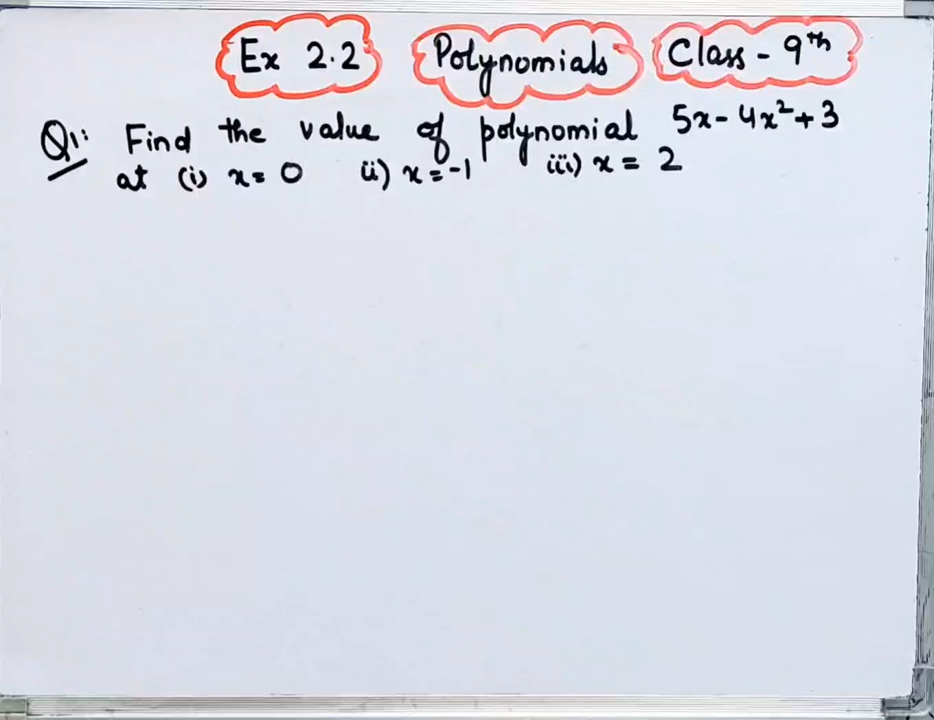 Ex 2.2 Polynomials Class - 9th
Q1: Find the value of polynomial 5x - 4x² + 3
at (i) x = 0 ii) x = -1 iii) x = 2